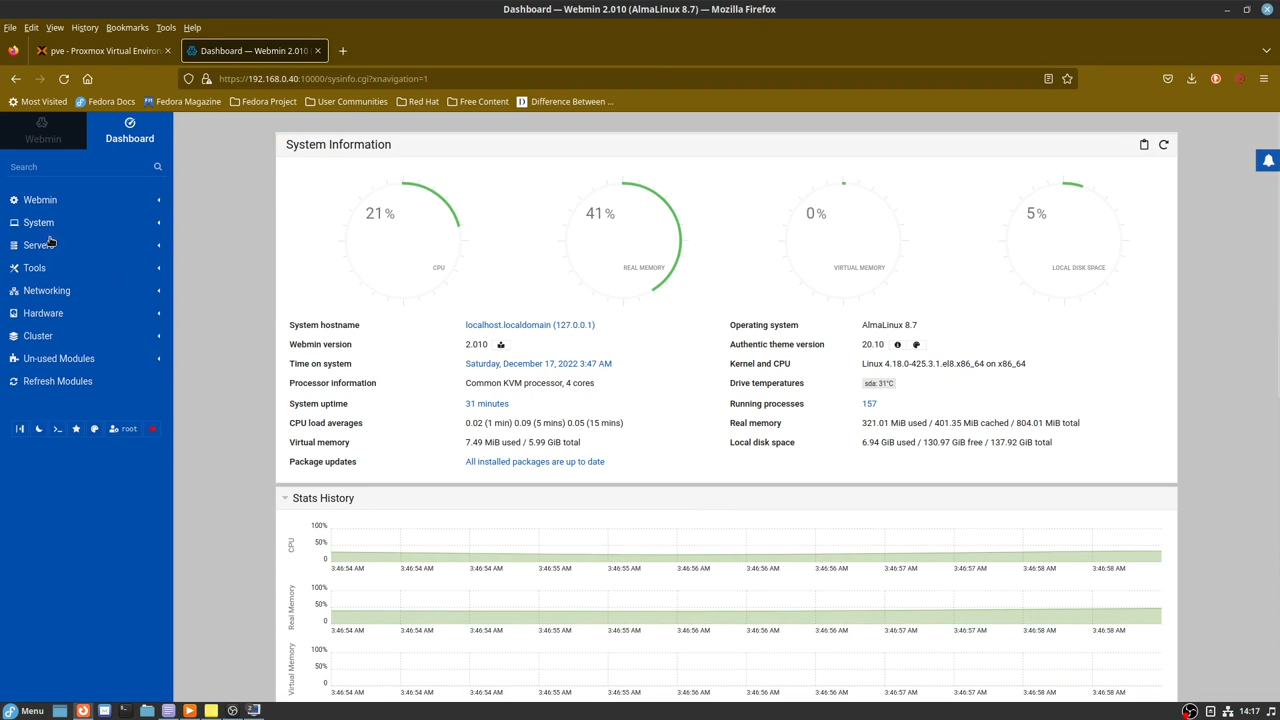 Dashboard — Webmin 2.010 (AlmaLinux 8.7) — Mozilla Firefox
File Edit View History Bookmarks Tools Help
pve - Proxmox Virtual Environ
Dashboard — Webmin 2.010
https://192.168.0.40:10000/sysinfo.cgi?xnavigation=1
Most Visited Fedora Docs Fedora Magazine Fedora Project User Communities Red Hat Free Content Difference Between ...
Webmin
Dashboard
Search
Webmin
System
Tools
Networking
Hardware
Cluster
Un-used Modules
Refresh Modules
root
System Information
21%
CPU
41%
REAL MEMORY
0%
VIRTUAL MEMORY
5%
LOCAL DISK SPACE
System hostname localhost.localdomain (127.0.0.1)
Operating system AlmaLinux 8.7
Webmin version 2.010
Authentic theme version 20.10
Time on system Saturday, December 17, 2022 3:47 AM
Kernel and CPU Linux 4.18.0-425.3.1.el8.x86_64 on x86_64
Processor information Common KVM processor, 4 cores
Drive temperatures sda: 31°C
System uptime 31 minutes
Running processes 157
CPU load averages 0.02 (1 min) 0.09 (5 mins) 0.05 (15 mins)
Real memory 321.01 MiB used / 401.35 MiB cached / 804.01 MiB total
Virtual memory 7.49 MiB used / 5.99 GiB total
Local disk space 6.94 GiB used / 130.97 GiB free / 137.92 GiB total
Package updates All installed packages are up to date
Stats History
CPU
100%
50%
0
3:46:54 AM 3:46:54 AM 3:46:54 AM 3:46:55 AM 3:46:55 AM 3:46:56 AM 3:46:56 AM 3:46:56 AM 3:46:57 AM 3:46:57 AM 3:46:58 AM 3:46:58 AM
Real Memory
100%
50%
0
3:46:54 AM 3:46:54 AM 3:46:54 AM 3:46:55 AM 3:46:55 AM 3:46:56 AM 3:46:56 AM 3:46:56 AM 3:46:57 AM 3:46:57 AM 3:46:58 AM 3:46:58 AM
Virtual Memory
100%
50%
0
3:46:54 AM 3:46:54 AM 3:46:54 AM 3:46:55 AM 3:46:55 AM 3:46:56 AM 3:46:56 AM 3:46:56 AM 3:46:57 AM 3:46:57 AM 3:46:58 AM 3:46:58 AM
Menu
14:17